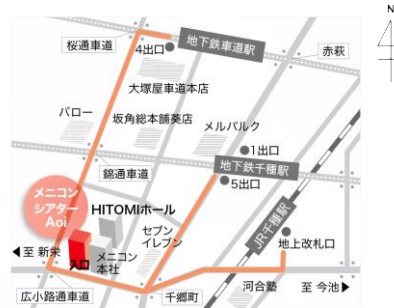 N
桜通車道
4出口
地下鉄車道駅
赤萩
大塚屋車道本店
バロー
坂角総本舗葵店
メルパルク
1出口
地下鉄千種駅
5出口
錦通車道
メニコン
シアター
Aoi
HITOMIホール
セブン
イレブン
JR千種駅
地上改札口
◀至 新栄
入口
メニコン
本社
広小路通車道
千郷町
河合塾
至 今池▶